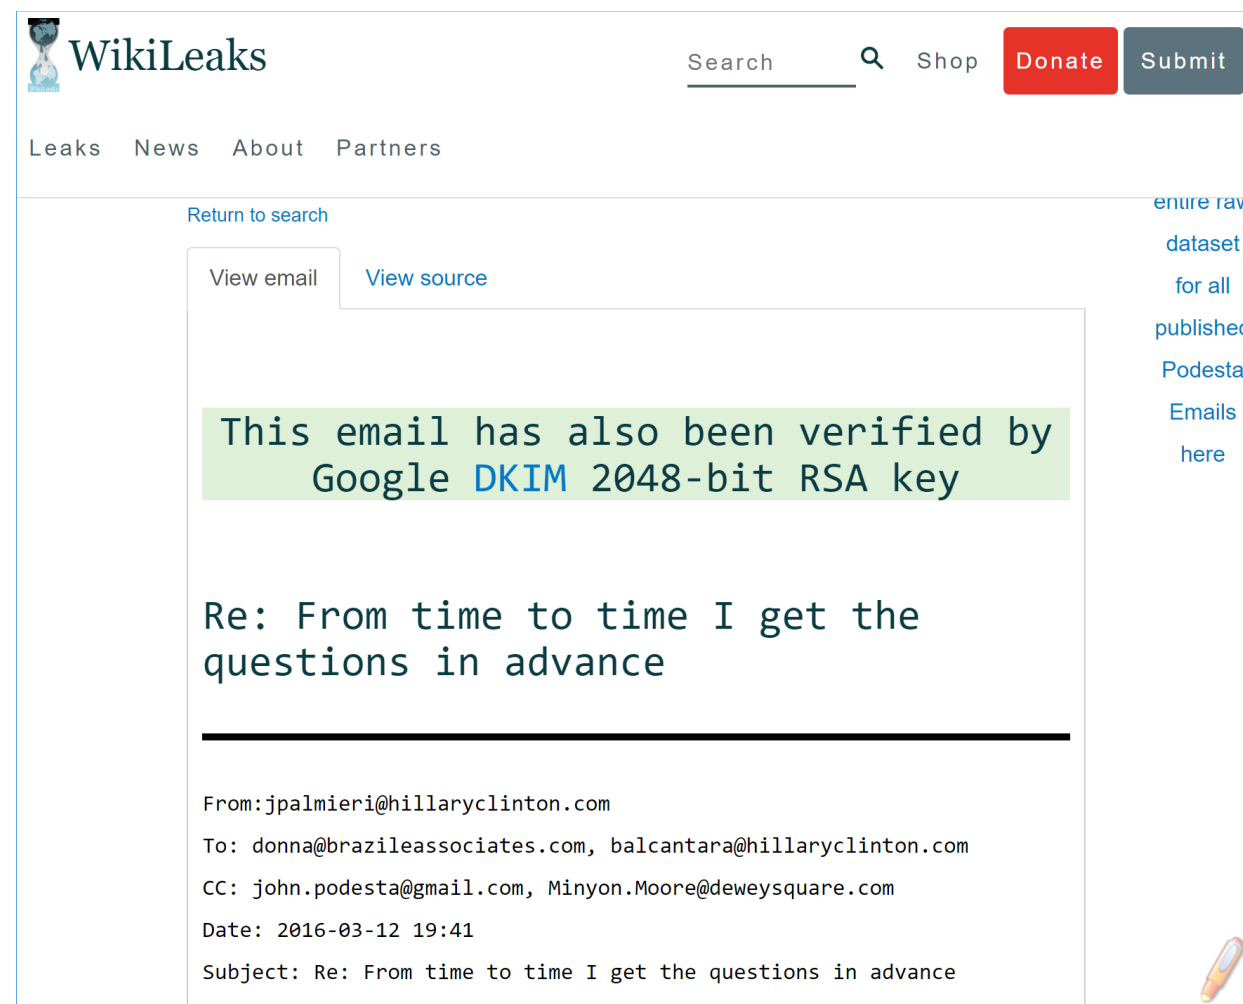 WikiLeaks
Search
Shop
Donate
Submit
Leaks News About Partners
Return to search
View email
View source
This email has also been verified by
Google DKIM 2048-bit RSA key
Re: From time to time I get the
questions in advance
From:jpalmieri@hillaryclinton.com
To: donna@brazileassociates.com, balcantara@hillaryclinton.com
CC: john.podesta@gmail.com, Minyon.Moore@deweysquare.com
Date: 2016-03-12 19:41
Subject: Re: From time to time I get the questions in advance
entire
dataset
for all
Podesta
Emails
here